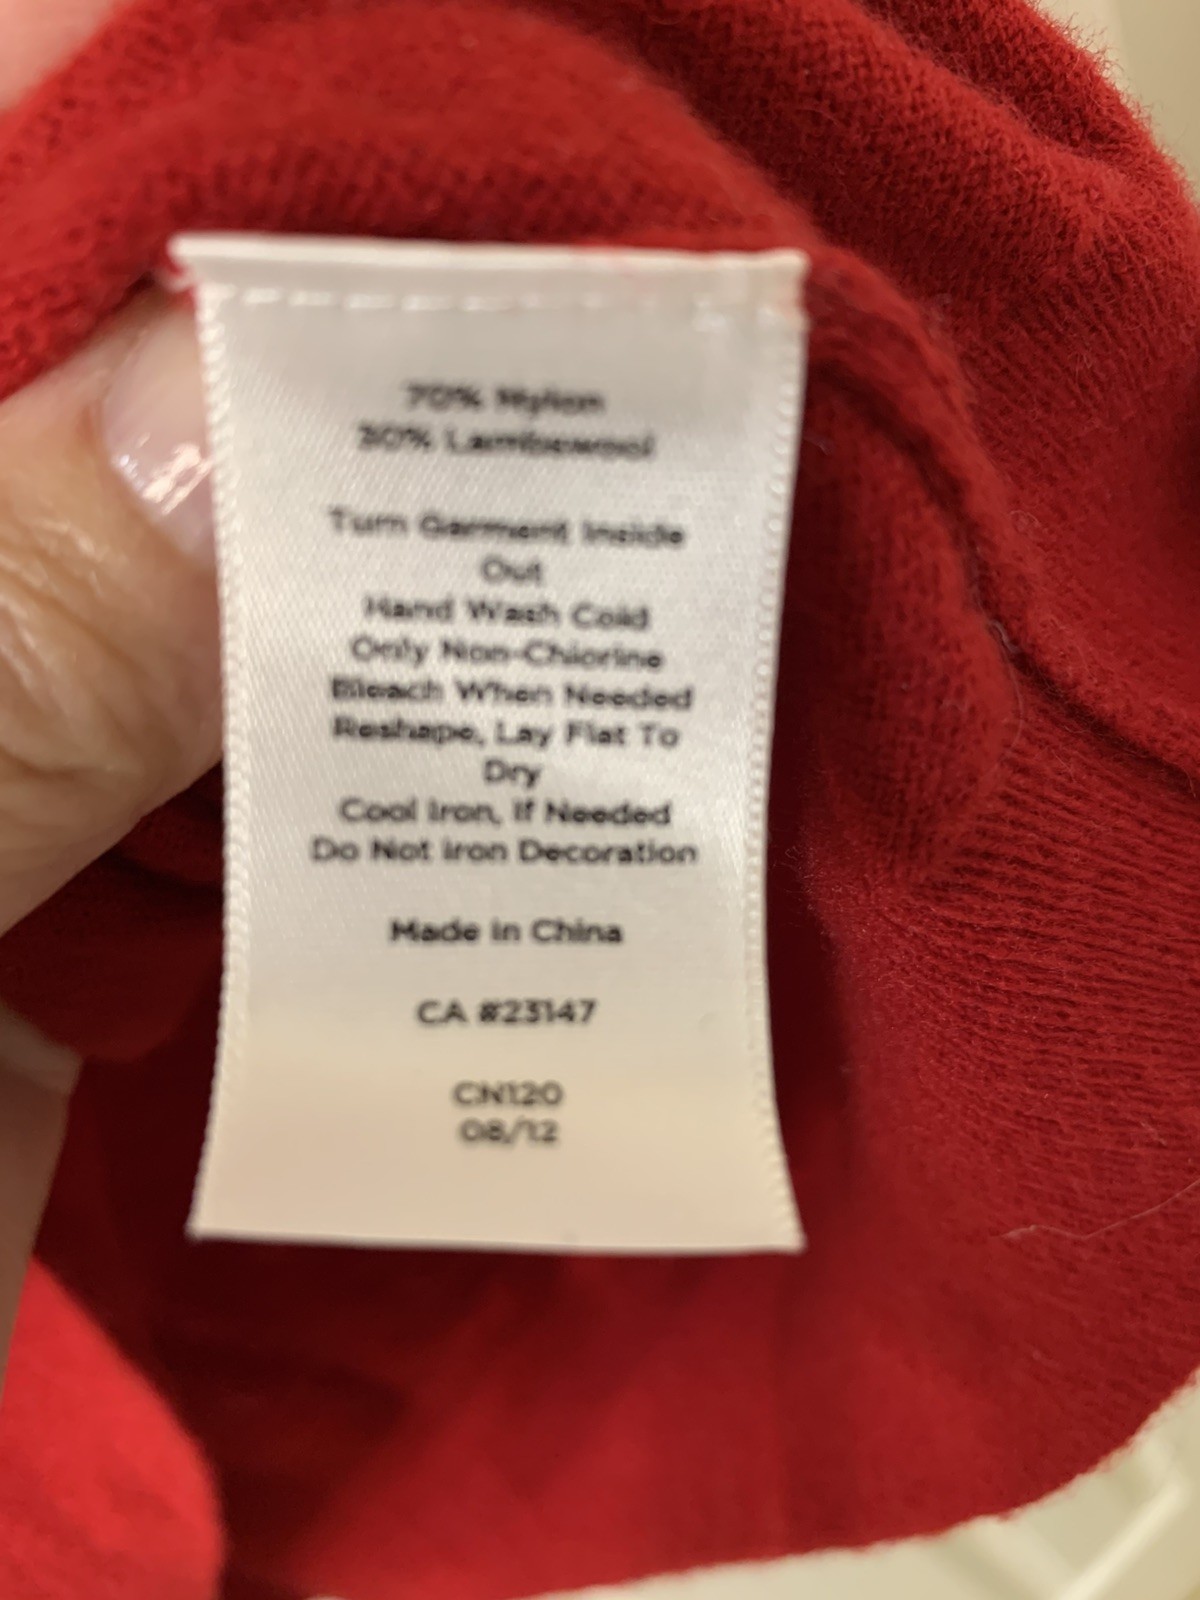 70% Nylon
30% Lambswool
Turn Garment Inside
Out
Hand Wash Cold
Only Non-Chlorine
Bleach When Needed
Reshape, Lay Flat To
Dry
Cool Iron, If Needed
Do Not Iron Decoration
Made in China
CA #23147
CN120
08/12